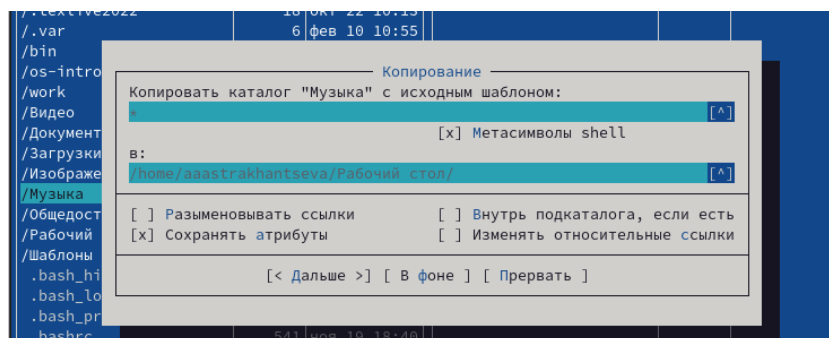 /.texlive2022 18 окт 22 10:13
/.var 6 фев 10 10:55
/bin
/os-intro
/work
/Видео
/Документ
/Загрузки
/Изображе
/Музыка
/Общедост
/Рабочий
/Шаблоны
.bash_hi
.bash_lo
.bash_pr
.bashrc 541 ноя 19 18:40
Копирование
Копировать каталог "Музыка" с исходным шаблоном:
* [^]
[x] Метасимволы shell
в:
/home/aaastrakhantseva/Рабочий стол/ [^]
[ ] Разыменовывать ссылки [ ] Внутрь подкаталога, если есть
[x] Сохранять атрибуты [ ] Изменять относительные ссылки
[< Дальше >] [ В фоне ] [ Прервать ]